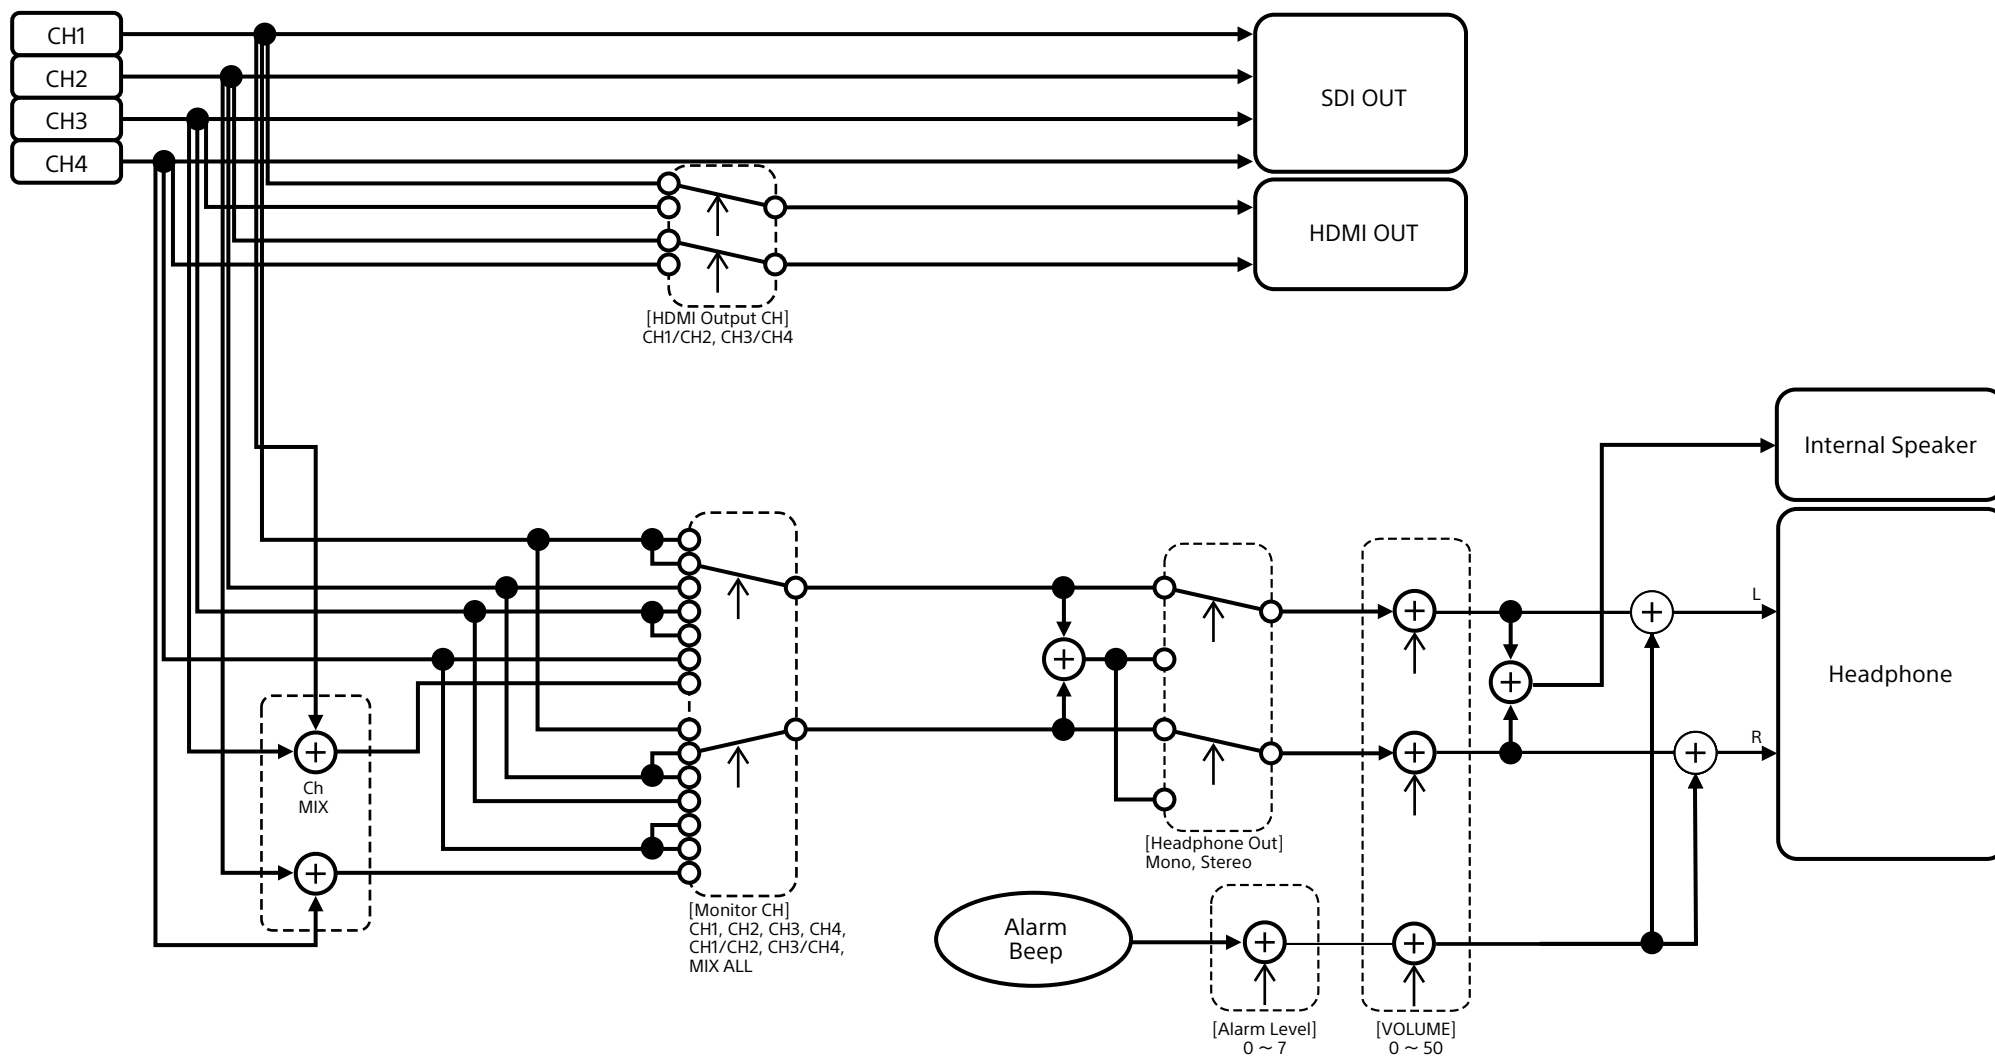 CH1
CH2
CH3
CH4
SDI OUT
HDMI OUT
[HDMI Output CH]
CH1/CH2, CH3/CH4
Internal Speaker
Headphone
L
R
Ch
MIX
[Monitor CH]
CH1, CH2, CH3, CH4,
CH1/CH2, CH3/CH4,
MIX ALL
[Headphone Out]
Mono, Stereo
Alarm
Beep
[Alarm Level]
0 ~ 7
[VOLUME]
0 ~ 50